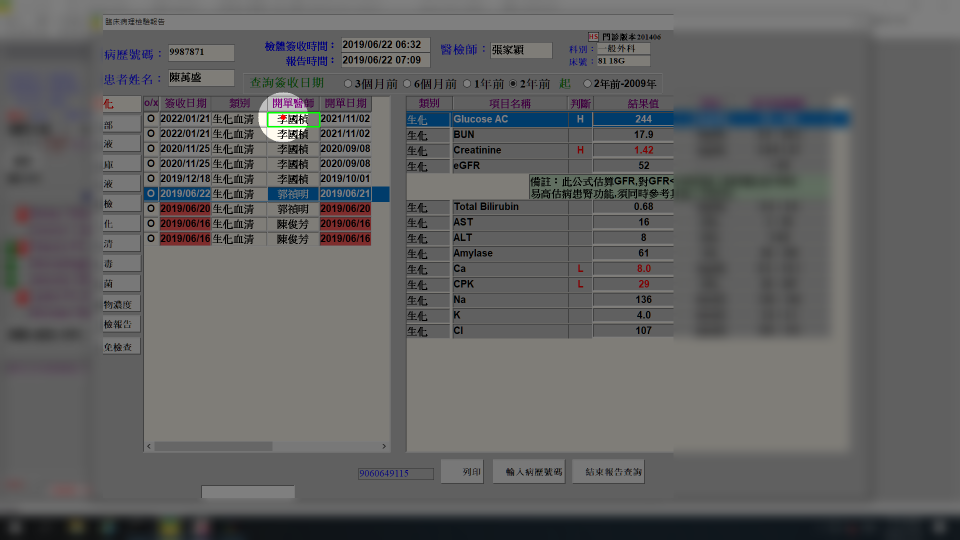 臨床病理檢驗報告
病歷號碼： 9987871
檢體簽收時間： 2019/06/22 06:32
報告時間： 2019/06/22 07:09
醫檢師： 張家穎
HS 門診版本201406
科別： 一般外科
床號： 81 18G
患者姓名： 陳萬盛
查詢簽收日期 3個月前 6個月前 1年前 2年前 起 2年前-2009年
化
部
液
庫
液
檢
化
清
毒
菌
物濃度
檢報告
免檢查
o/x 簽收日期 類別 開單醫師 開單日期
O 2022/01/21 生化血清 李國楨 2021/11/02
O 2022/01/21 生化血清 李國楨 2021/11/02
O 2020/11/25 生化血清 李國楨 2020/09/08
O 2020/11/25 生化血清 李國楨 2020/09/08
O 2019/12/18 生化血清 李國楨 2019/10/01
O 2019/06/22 生化血清 郭禎明 2019/06/21
O 2019/06/20 生化血清 郭禎明 2019/06/20
O 2019/06/16 生化血清 陳俊芳 2019/06/16
O 2019/06/16 生化血清 陳俊芳 2019/06/16
類別 項目名稱 判斷 結果值
生化 Glucose AC H 244
生化 BUN 17.9
生化 Creatinine H 1.42
生化 eGFR 52
備註：此公式估算GFR,對GFR<
易高估病患腎功能,須同時參考其
生化 Total Bilirubin 0.68
生化 AST 16
生化 ALT 8
生化 Amylase 61
生化 Ca L 8.0
生化 CPK L 29
生化 Na 136
生化 K 4.0
生化 Cl 107
9060649115 列印 輸入病歷號碼 結束報告查詢